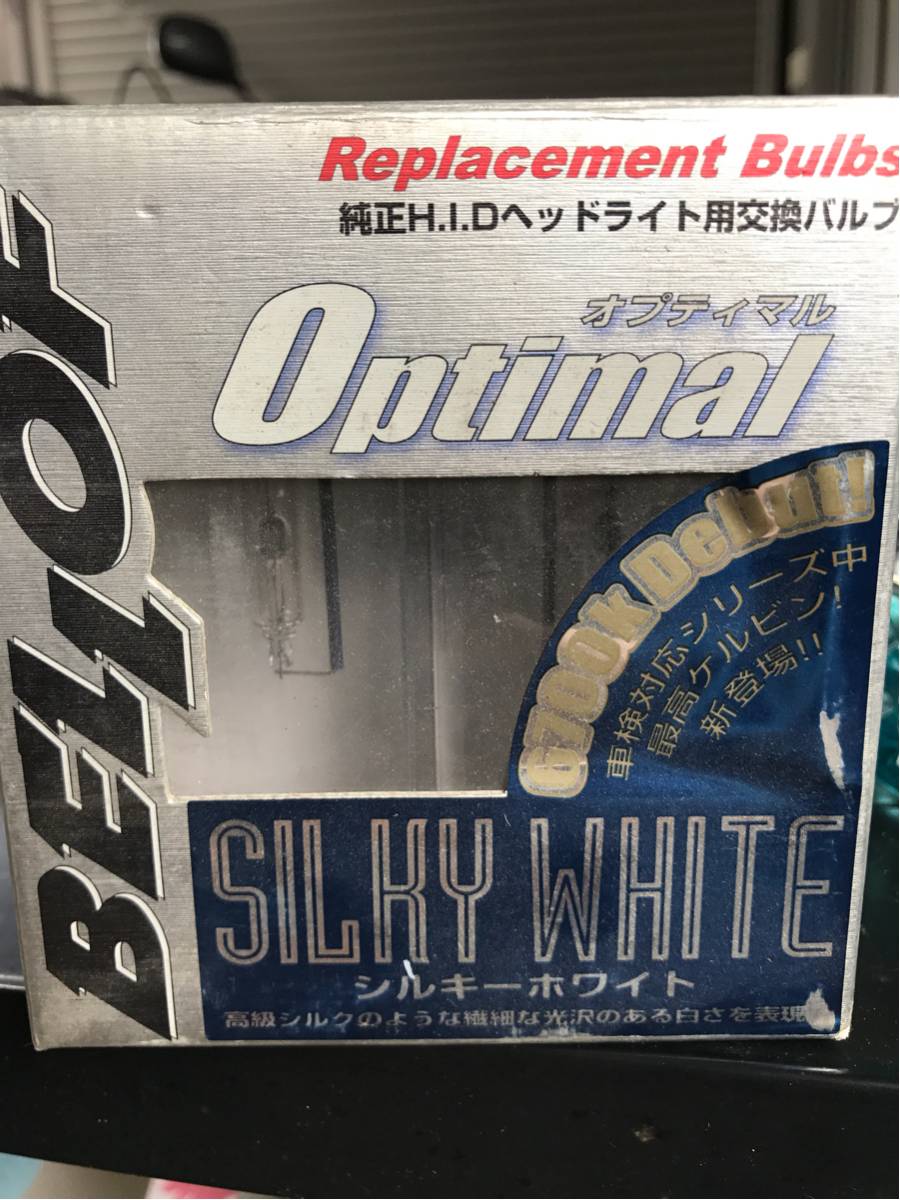 Replacement Bulbs
純正H.I.Dヘッドライト用交換バルブ
オプティマル
Optimal
BELLOF
6700k Debut!!
車検対応シリーズ中
最高ケルビン!
新登場!!
SILKY WHITE
シルキーホワイト
高級シルクのような繊細な光沢のある白さを表現